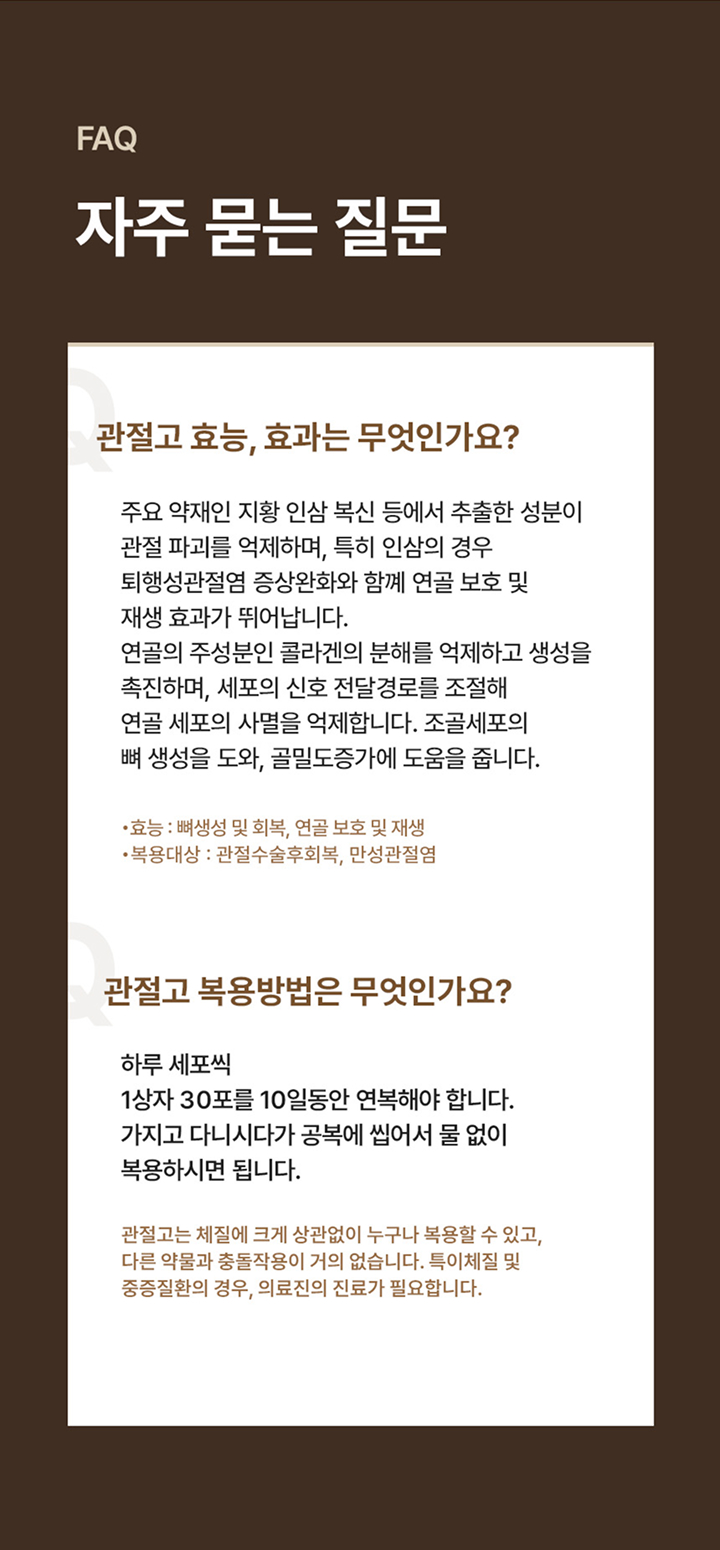 FAQ
자주 묻는 질문
Q
관절고 효능, 효과는 무엇인가요?
주요 약재인 지황 인삼 복신 등에서 추출한 성분이
관절 파괴를 억제하며, 특히 인삼의 경우
퇴행성관절염 증상완화와 함께 연골 보호 및
재생 효과가 뛰어납니다.
연골의 주성분인 콜라겐의 분해를 억제하고 생성을
촉진하며, 세포의 신호 전달경로를 조절해
연골 세포의 사멸을 억제합니다. 조골세포의
뼈 생성을 도와, 골밀도증가에 도움을 줍니다.
•효능 : 뼈생성 및 회복, 연골 보호 및 재생
•복용대상 : 관절수술후회복, 만성관절염
Q
관절고 복용방법은 무엇인가요?
하루 세포씩
1상자 30포를 10일동안 연복해야 합니다.
가지고 다니시다가 공복에 씹어서 물 없이
복용하시면 됩니다.
관절고는 체질에 크게 상관없이 누구나 복용할 수 있고,
다른 약물과 충돌작용이 거의 없습니다. 특이체질 및
중증질환의 경우, 의료진의 진료가 필요합니다.